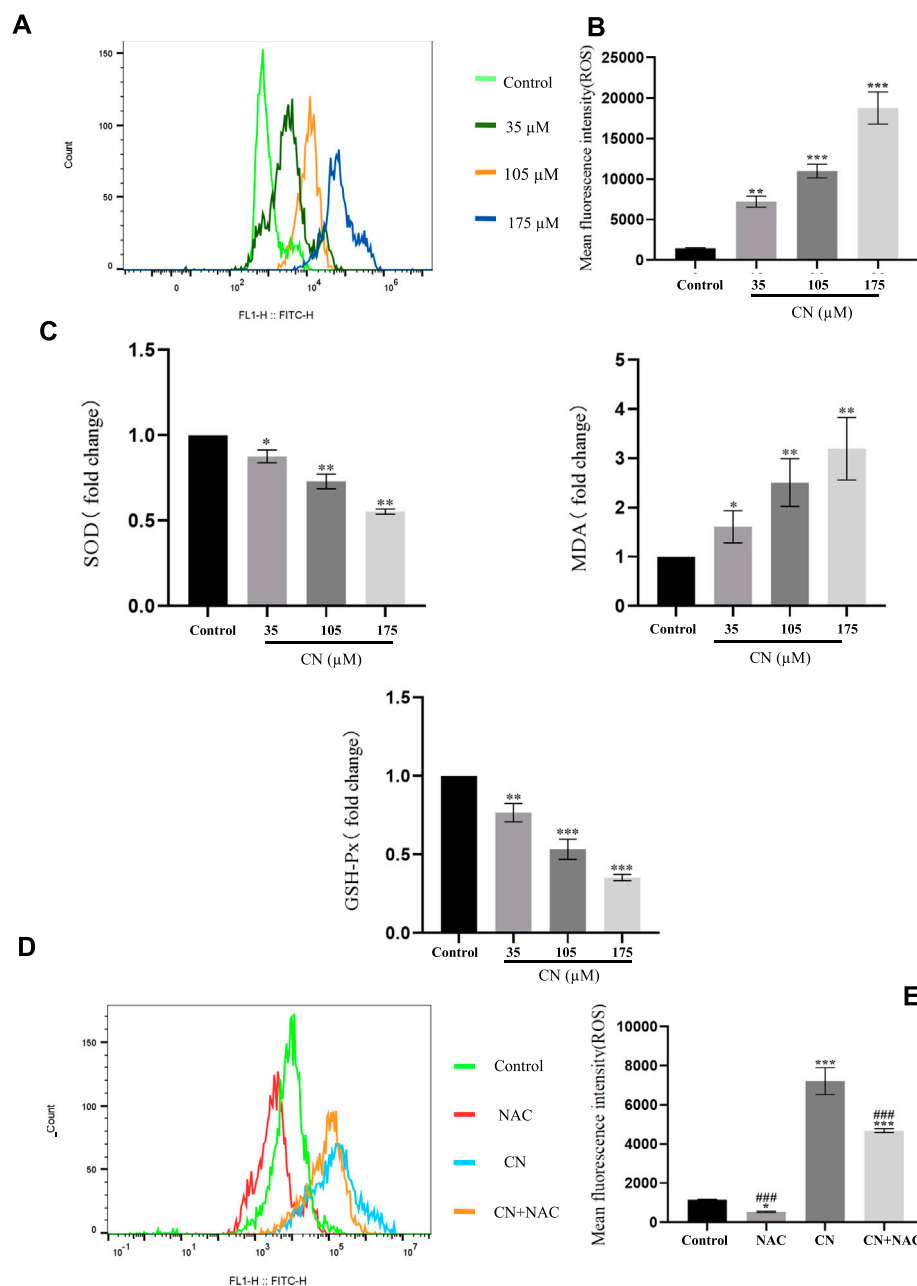 A
150
100
50
0
Count
0
10^2
10^4
10^6
FL1-H :: FITC-H
Control
35 µM
105 µM
175 µM
B
Mean fluorescence intensity(ROS)
25000
20000
15000
10000
5000
0
**
***
***
Control
35
105
175
CN (µM)
C
SOD ( fold change)
1.5
1.0
0.5
0.0
*
**
**
Control
35
105
175
CN (µM)
MDA ( fold change)
5
4
3
2
1
0
*
**
**
Control
35
105
175
CN (µM)
GSH-Px ( fold change)
1.5
1.0
0.5
0.0
**
***
***
Control
35
105
175
CN (µM)
D
_Count
150
100
50
0
10^-1
10^1
10^3
10^5
10^7
FL1-H :: FITC-H
Control
NAC
CN
CN+NAC
E
Mean fluorescence intensity(ROS)
10000
8000
6000
4000
2000
0
###
*
***
###
***
Control
NAC
CN
CN+NAC